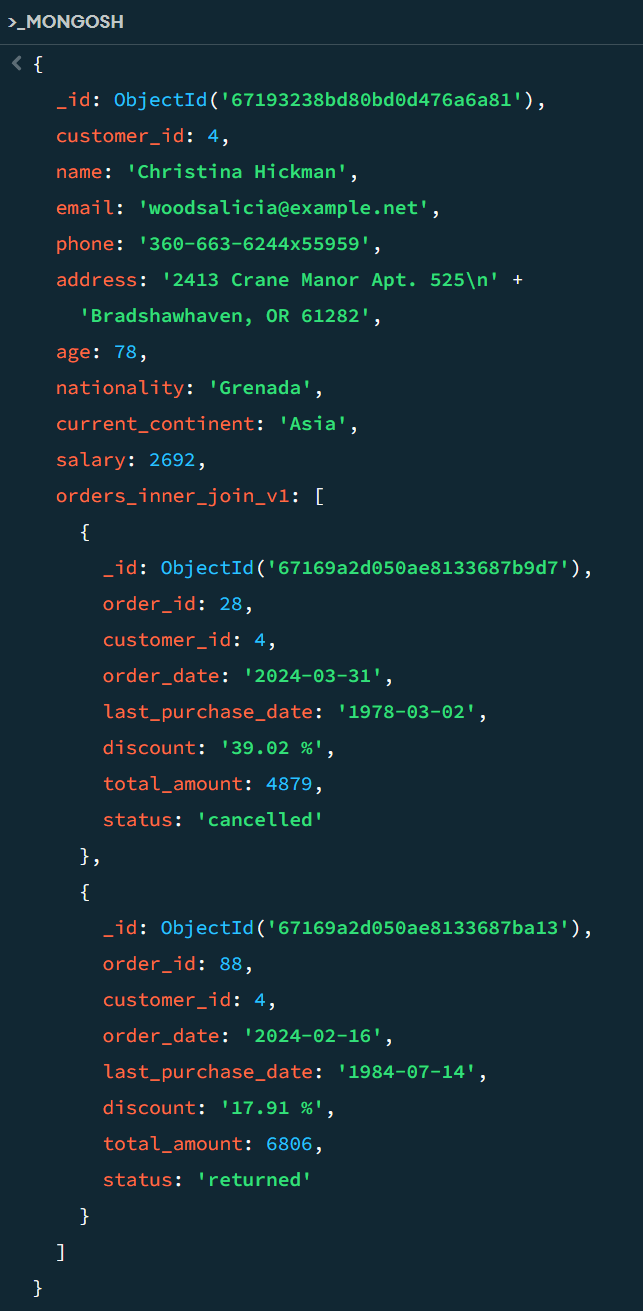 >_MONGOSH
< {
_id: ObjectId('67193238bd80bd0d476a6a81'),
customer_id: 4,
name: 'Christina Hickman',
email: 'woodsalicia@example.net',
phone: '360-663-6244x55959',
address: '2413 Crane Manor Apt. 525\n' +
'Bradshawhaven, OR 61282',
age: 78,
nationality: 'Grenada',
current_continent: 'Asia',
salary: 2692,
orders_inner_join_v1: [
{
_id: ObjectId('67169a2d050ae8133687b9d7'),
order_id: 28,
customer_id: 4,
order_date: '2024-03-31',
last_purchase_date: '1978-03-02',
discount: '39.02 %',
total_amount: 4879,
status: 'cancelled'
},
{
_id: ObjectId('67169a2d050ae8133687ba13'),
order_id: 88,
customer_id: 4,
order_date: '2024-02-16',
last_purchase_date: '1984-07-14',
discount: '17.91 %',
total_amount: 6806,
status: 'returned'
}
]
}